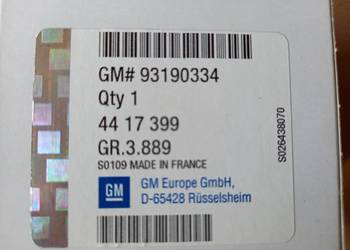 GM# 93190334
Qty 1
44 17 399
GR.3.889
S0109 MADE IN FRANCE
GM
GM Europe GmbH,
D-65428 Rüsselsheim
S026438070